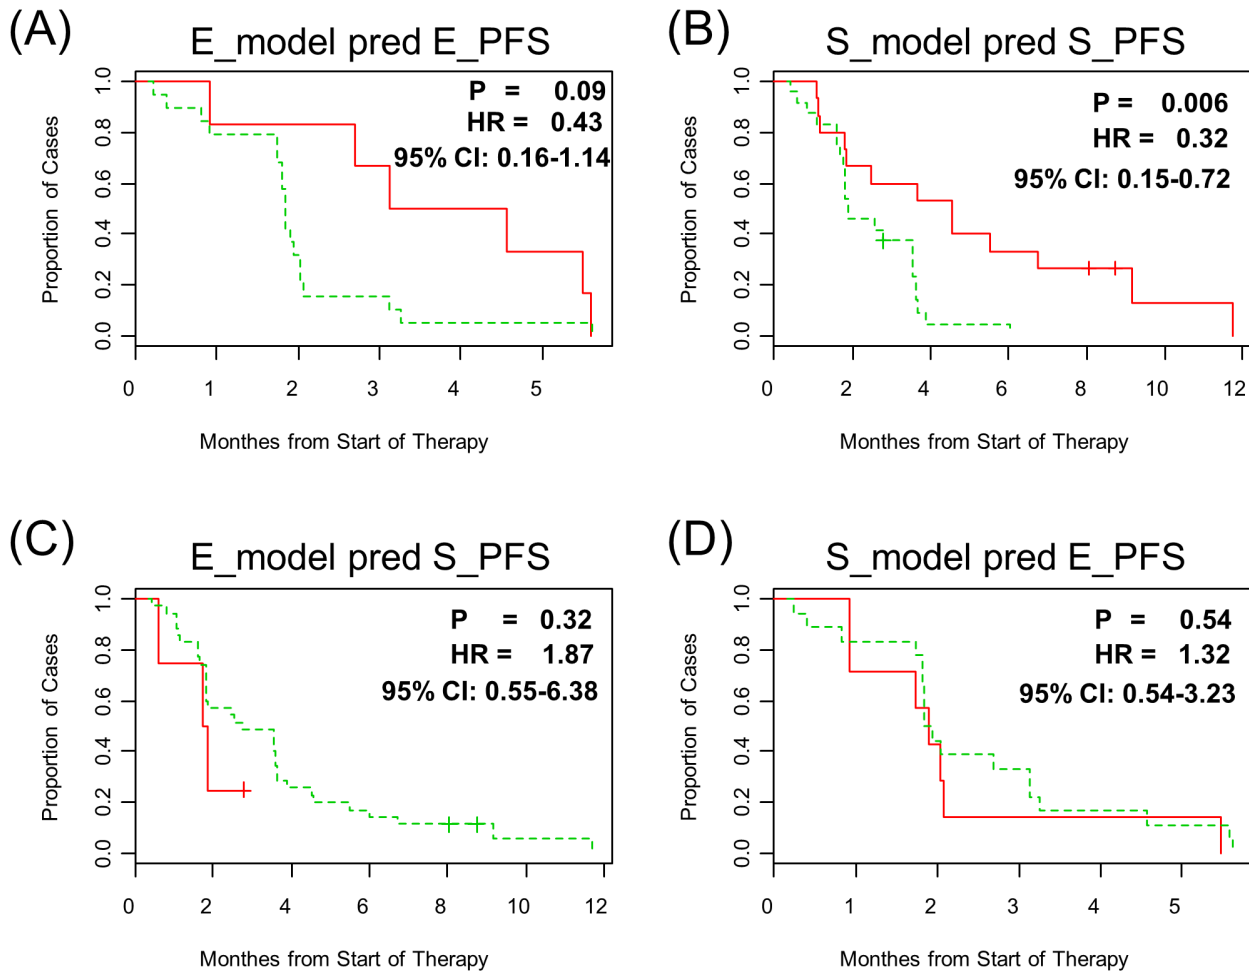 (A)
E_model pred E_PFS
P = 0.09
HR = 0.43
95% CI: 0.16-1.14
Proportion of Cases
1.0
0.8
0.6
0.4
0.2
0.0
0 1 2 3 4 5
Monthes from Start of Therapy
(B)
S_model pred S_PFS
P = 0.006
HR = 0.32
95% CI: 0.15-0.72
Proportion of Cases
1.0
0.8
0.6
0.4
0.2
0.0
0 2 4 6 8 10 12
Monthes from Start of Therapy
(C)
E_model pred S_PFS
P = 0.32
HR = 1.87
95% CI: 0.55-6.38
Proportion of Cases
1.0
0.8
0.6
0.4
0.2
0.0
0 2 4 6 8 10 12
Monthes from Start of Therapy
(D)
S_model pred E_PFS
P = 0.54
HR = 1.32
95% CI: 0.54-3.23
Proportion of Cases
1.0
0.8
0.6
0.4
0.2
0.0
0 1 2 3 4 5
Monthes from Start of Therapy